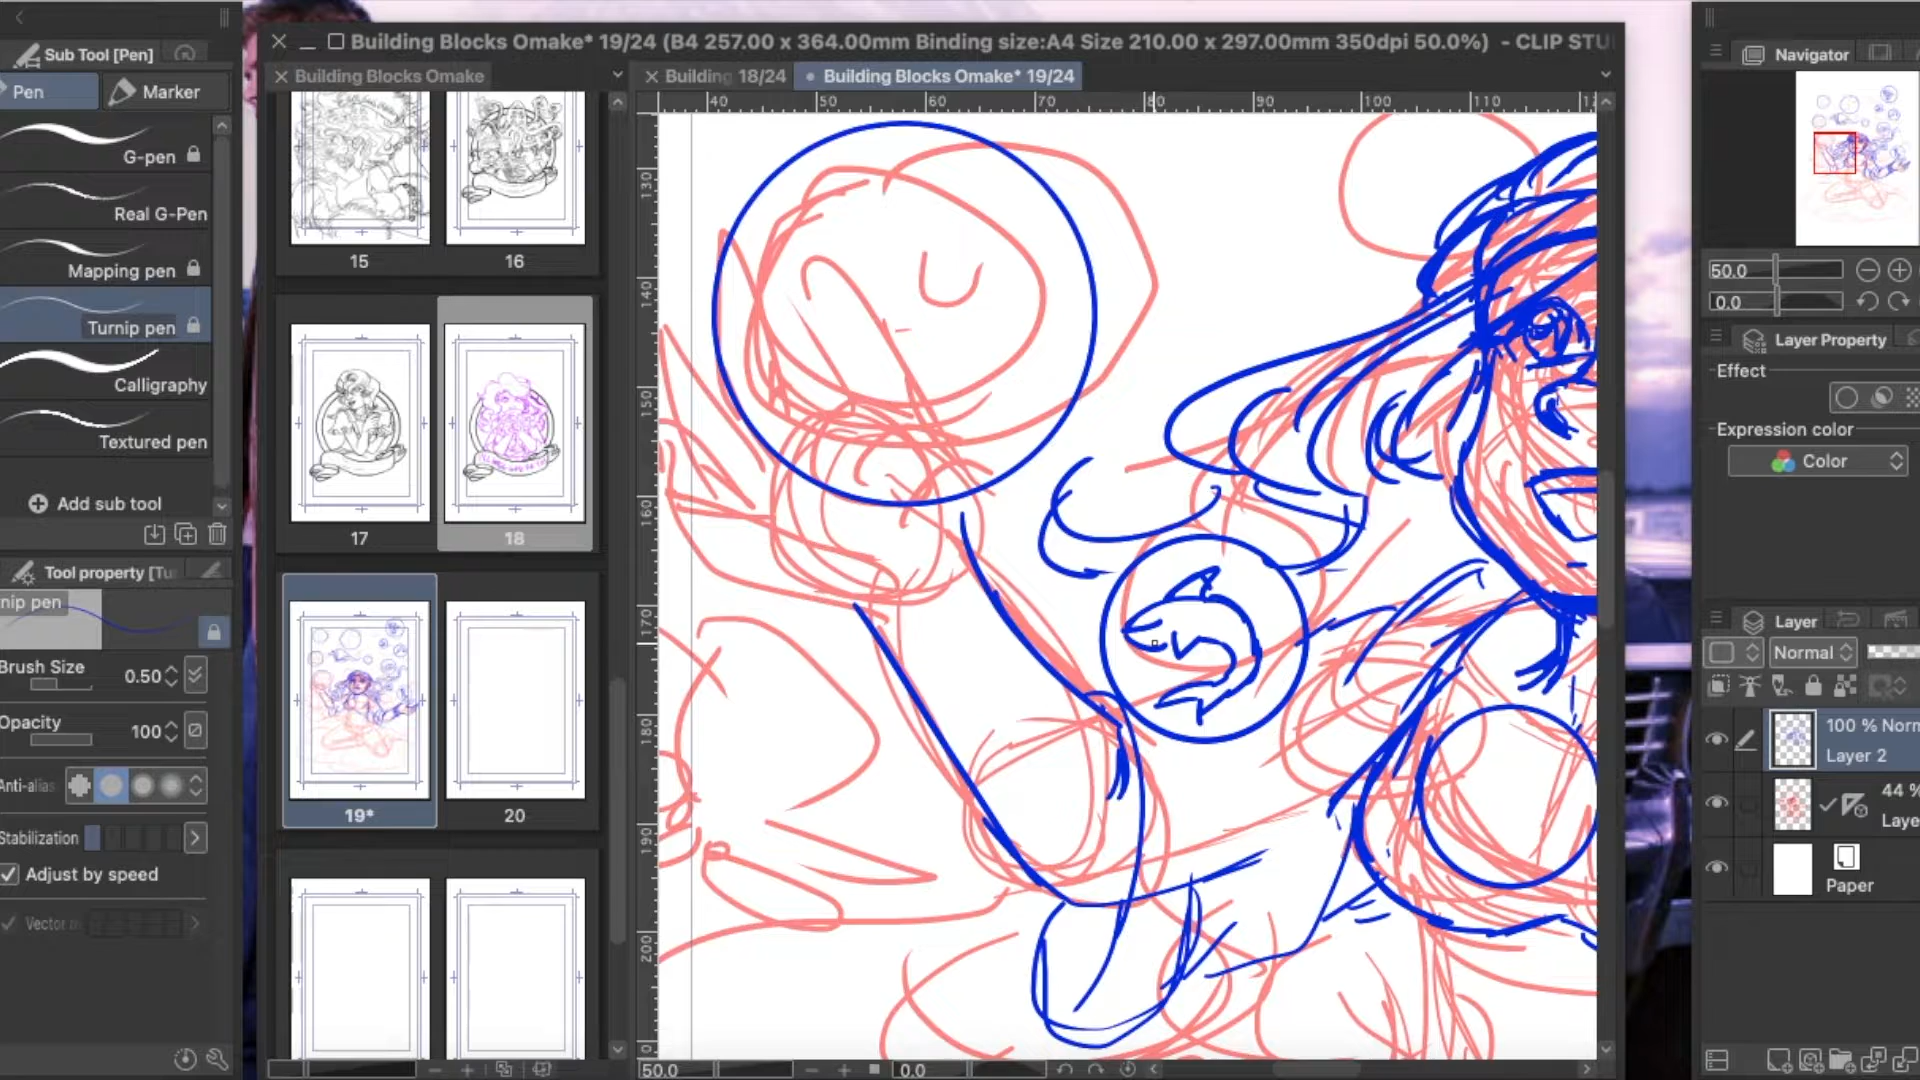 Sub Tool [Pen]
Pen
Marker
G-pen
Real G-Pen
Mapping pen
Turnip pen
Calligraphy
Textured pen
Add sub tool
Tool property [Tu
nip pen
Brush Size
0.50
Opacity
100
Anti-alias
Stabilization
Adjust by speed
Vector
Building Blocks Omake* 19/24 (B4 257.00 x 364.00mm Binding size:A4 Size 210.00 x 297.00mm 350dpi 50.0%) - CLIP STU
Building Blocks Omake
15
16
17
18
19*
20
Building 18/24
Building Blocks Omake* 19/24
40 50 60 70 80 90 100 110
130
140
150
160
170
180
190
200
50.0
0.0
Navigator
50.0
0.0
Layer Property
Effect
Expression color
Color
Layer
Normal
100 % Norm
Layer 2
44 %
Laye
Paper